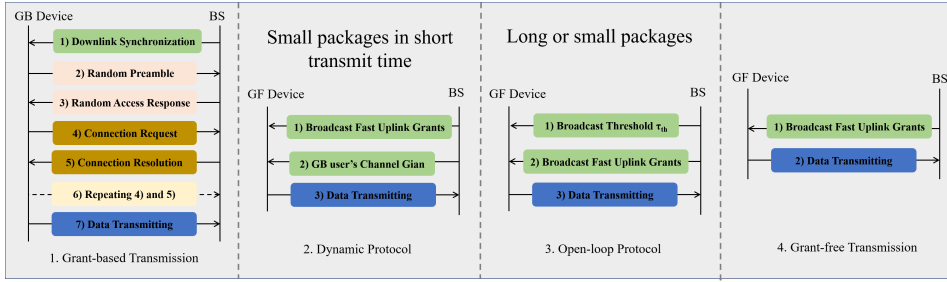 GB Device
BS
1) Downlink Synchronization
2) Random Preamble
3) Random Access Response
4) Connection Request
5) Connection Resolution
6) Repeating 4) and 5)
7) Data Transmitting
1. Grant-based Transmission
Small packages in short
transmit time
GF Device
BS
1) Broadcast Fast Uplink Grants
2) GB user's Channel Gian
3) Data Transmitting
2. Dynamic Protocol
Long or small packages
GF Device
BS
1) Broadcast Threshold τth
2) Broadcast Fast Uplink Grants
3) Data Transmitting
3. Open-loop Protocol
GF Device
BS
1) Broadcast Fast Uplink Grants
2) Data Transmitting
4. Grant-free Transmission